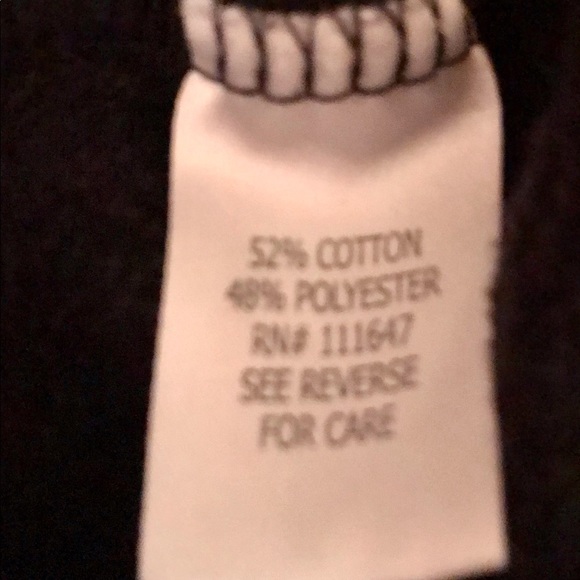 52% COTTON
48% POLYESTER
RN# 111647
SEE REVERSE
FOR CARE